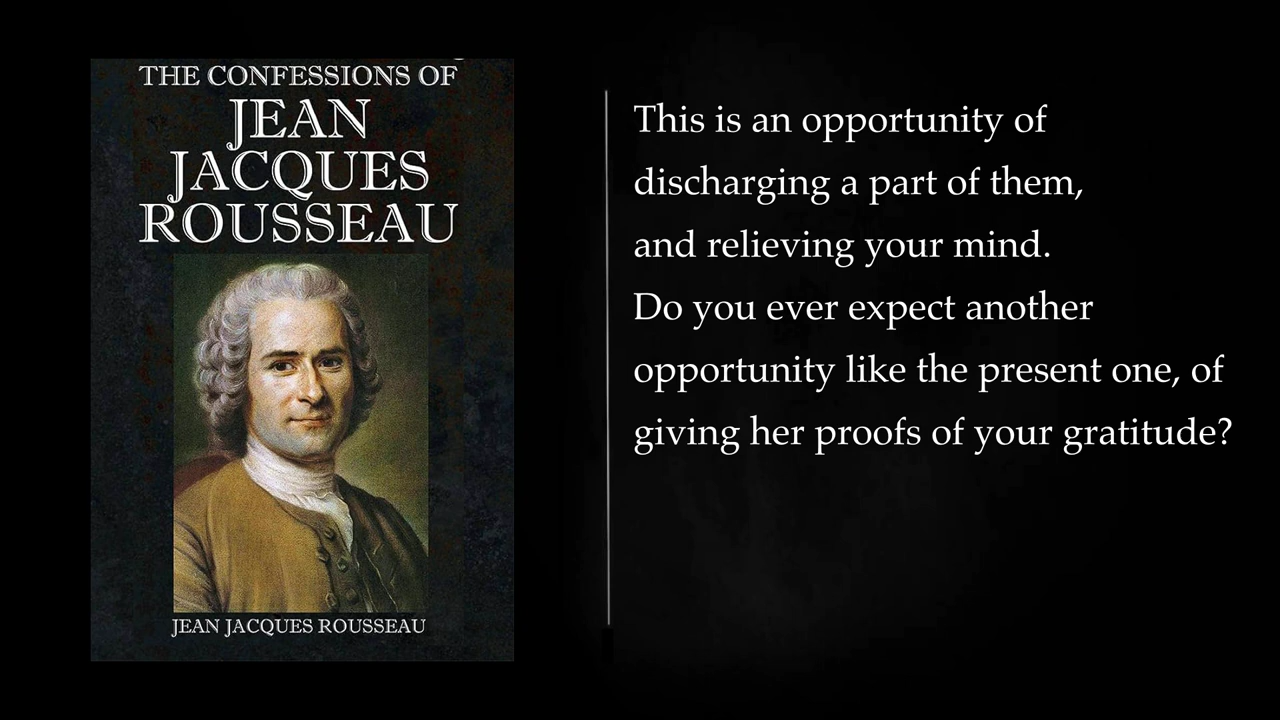 THE CONFESSIONS OF
JEAN
JACQUES
ROUSSEAU
JEAN JACQUES ROUSSEAU
This is an opportunity of
discharging a part of them,
and relieving your mind.
Do you ever expect another
opportunity like the present one, of
giving her proofs of your gratitude?